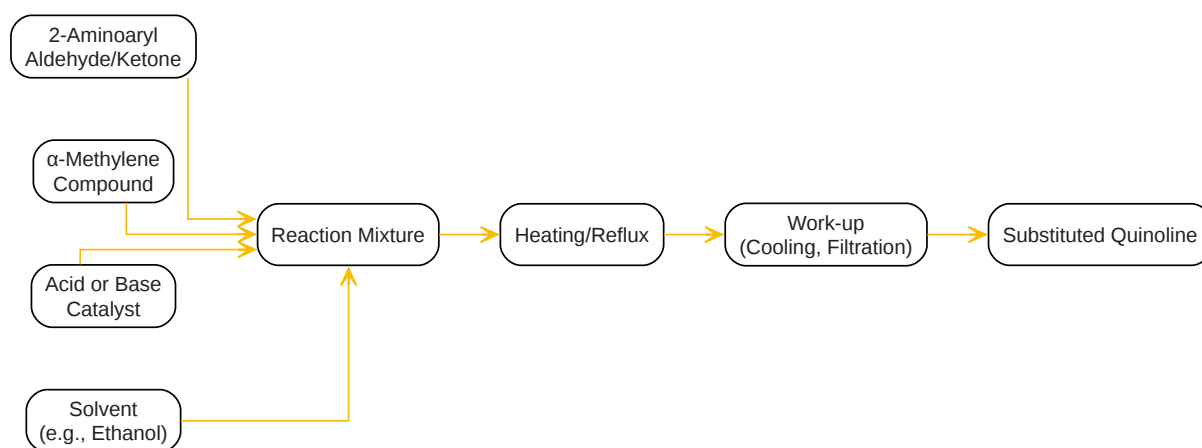 2-Aminoaryl
Aldehyde/Ketone
α-Methylene
Compound
Reaction Mixture
Heating/Reflux
Work-up
(Cooling, Filtration)
Substituted Quinoline
Acid or Base
Catalyst
Solvent
(e.g., Ethanol)